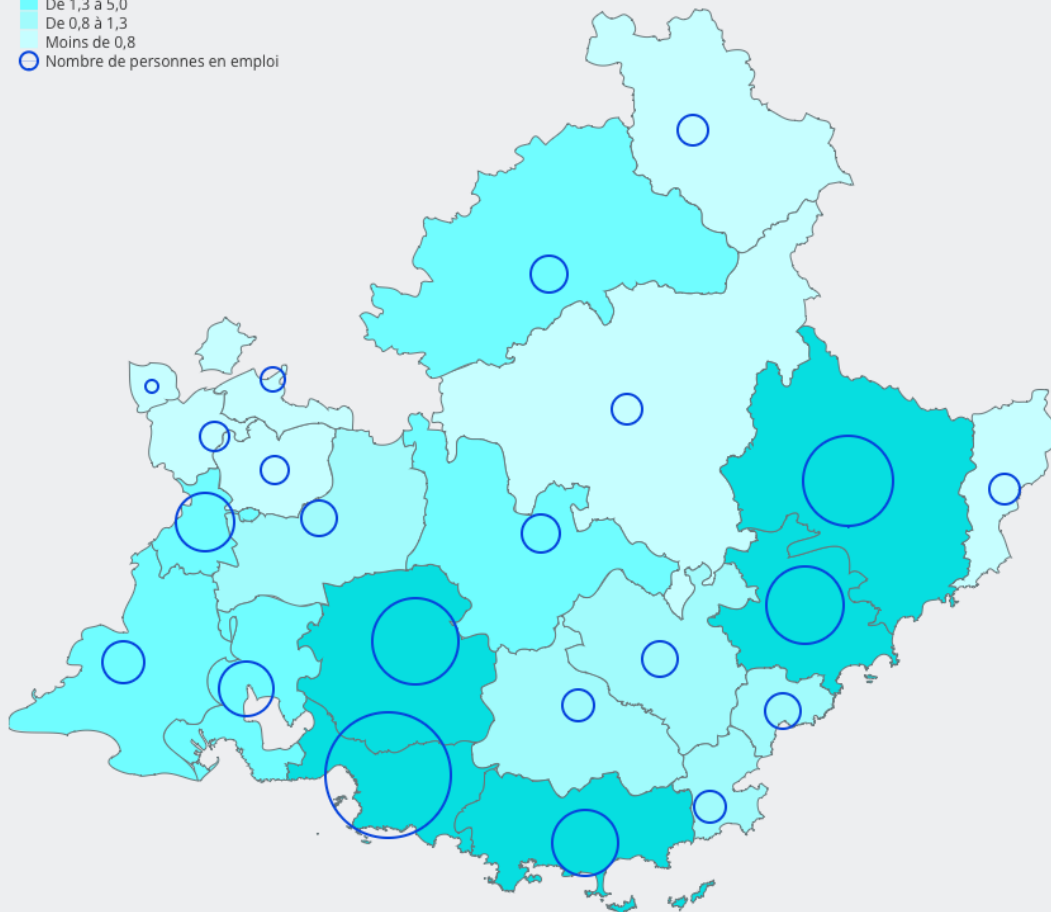 De 1,3 à 5,0
De 0,8 à 1,3
Moins de 0,8
Nombre de personnes en emploi